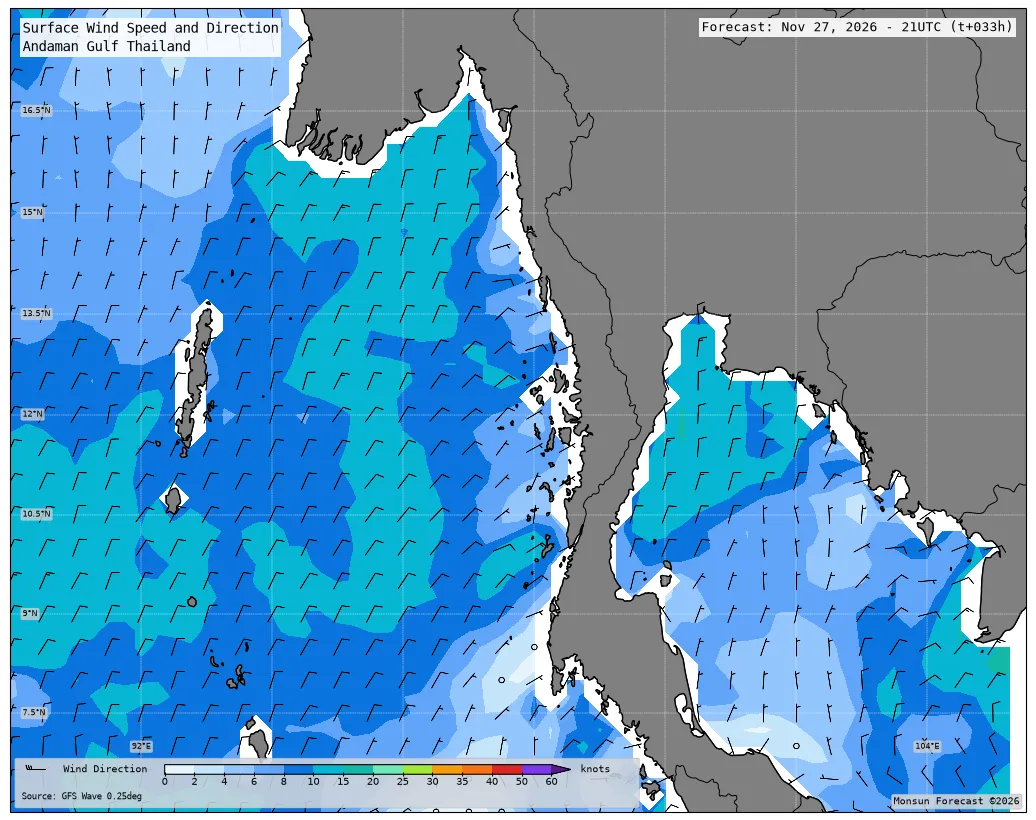 Surface Wind Speed and Direction
Andaman Gulf Thailand
Forecast: Nov 27, 2026 - 21UTC (t+033h)
16.5°N
15°N
13.5°N
12°N
10.5°N
9°N
7.5°N
92°E
104°E
Wind Direction
0 2 4 6 8 10 15 20 25 30 35 40 50 60
knots
Source: GFS Wave 0.25deg
Monsun Forecast ©2026